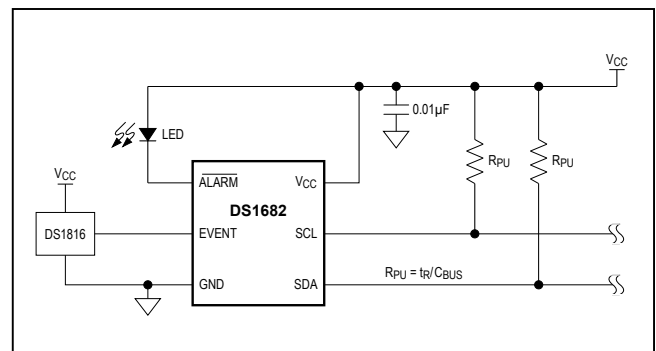 VCC
0.01µF
LED
RPU
RPU
VCC
ALARM
VCC
DS1682
DS1816
EVENT
SCL
RPU = tR/CBUS
GND
SDA